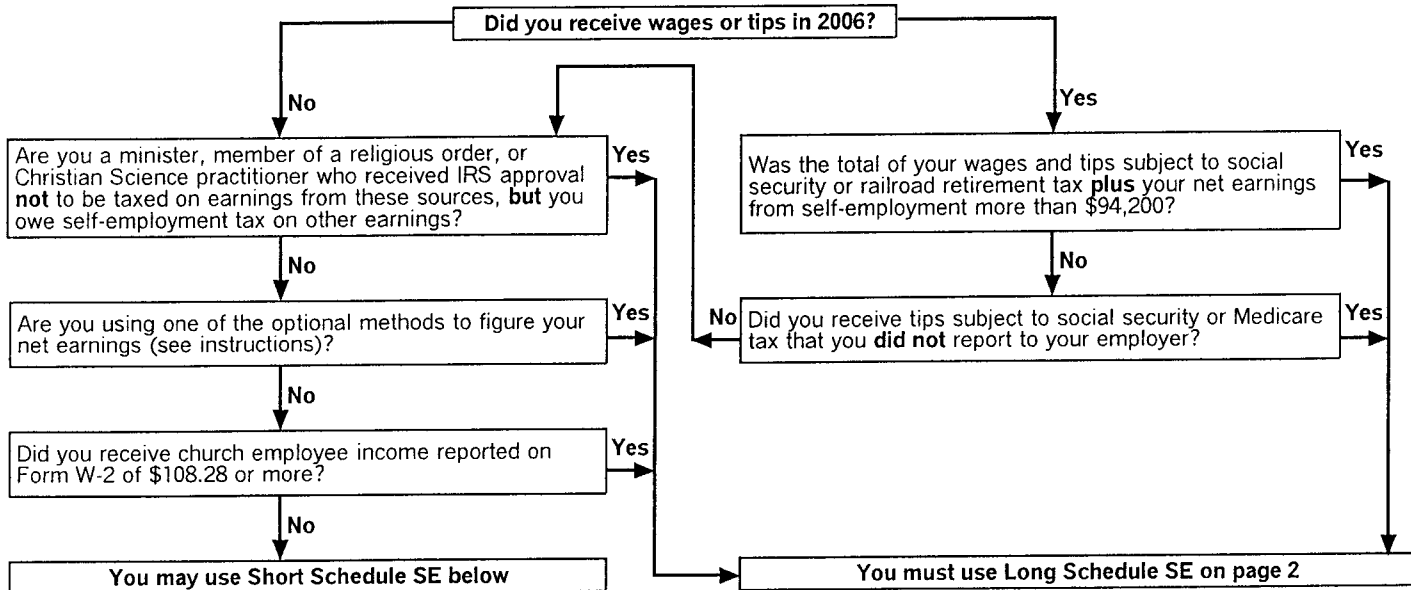 Did you receive wages or tips in 2006?
No
Yes
Are you a minister, member of a religious order, or
Christian Science practitioner who received IRS approval
not to be taxed on earnings from these sources, but you
owe self-employment tax on other earnings?
Yes
Was the total of your wages and tips subject to social
security or railroad retirement tax plus your net earnings
from self-employment more than $94,200?
Yes
No
No
Are you using one of the optional methods to figure your
net earnings (see instructions)?
Yes
No
Did you receive tips subject to social security or Medicare
tax that you did not report to your employer?
Yes
No
Did you receive church employee income reported on
Form W-2 of $108.28 or more?
Yes
No
You may use Short Schedule SE below
You must use Long Schedule SE on page 2